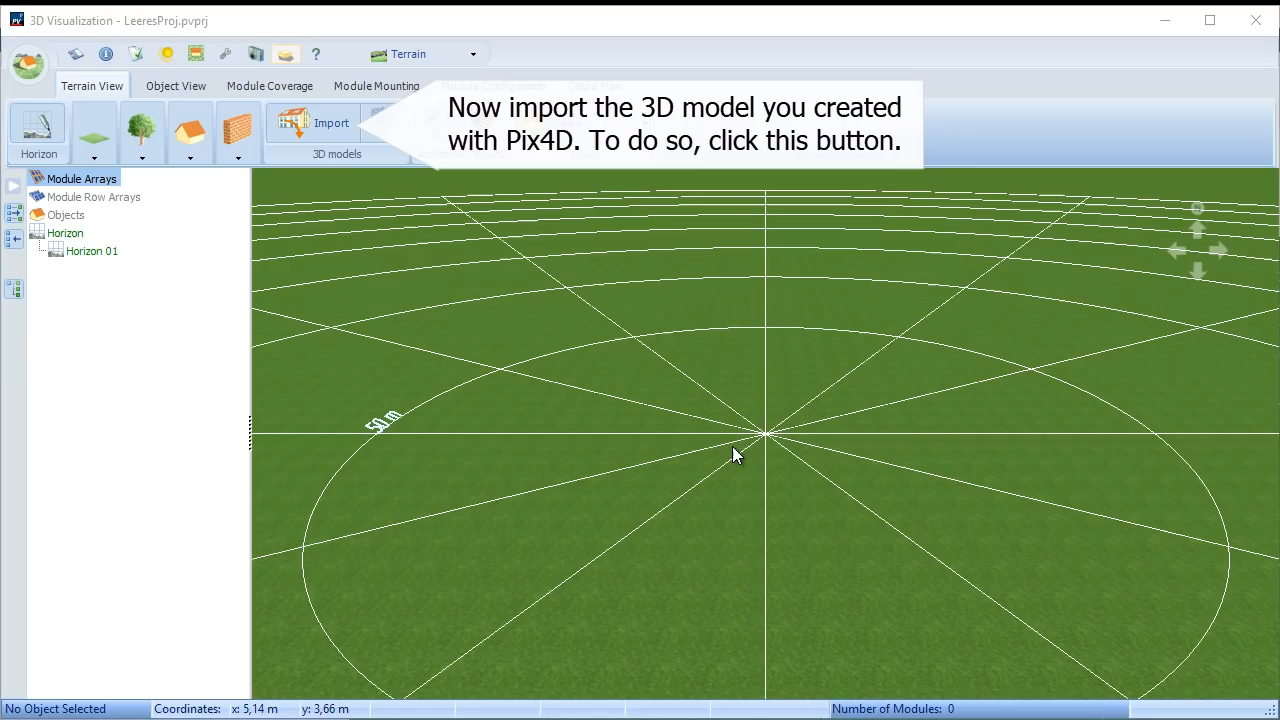 3D Visualization - LeeresProj.pvprj
Terrain
Terrain View Object View Module Coverage Module Mounting
Import
Now import the 3D model you created
with Pix4D. To do so, click this button.
Horizon
3D models
Module Arrays
Module Row Arrays
Objects
Horizon
Horizon 01
50 m
No Object Selected Coordinates: x: 5,14 m y: 3,66 m Number of Modules: 0